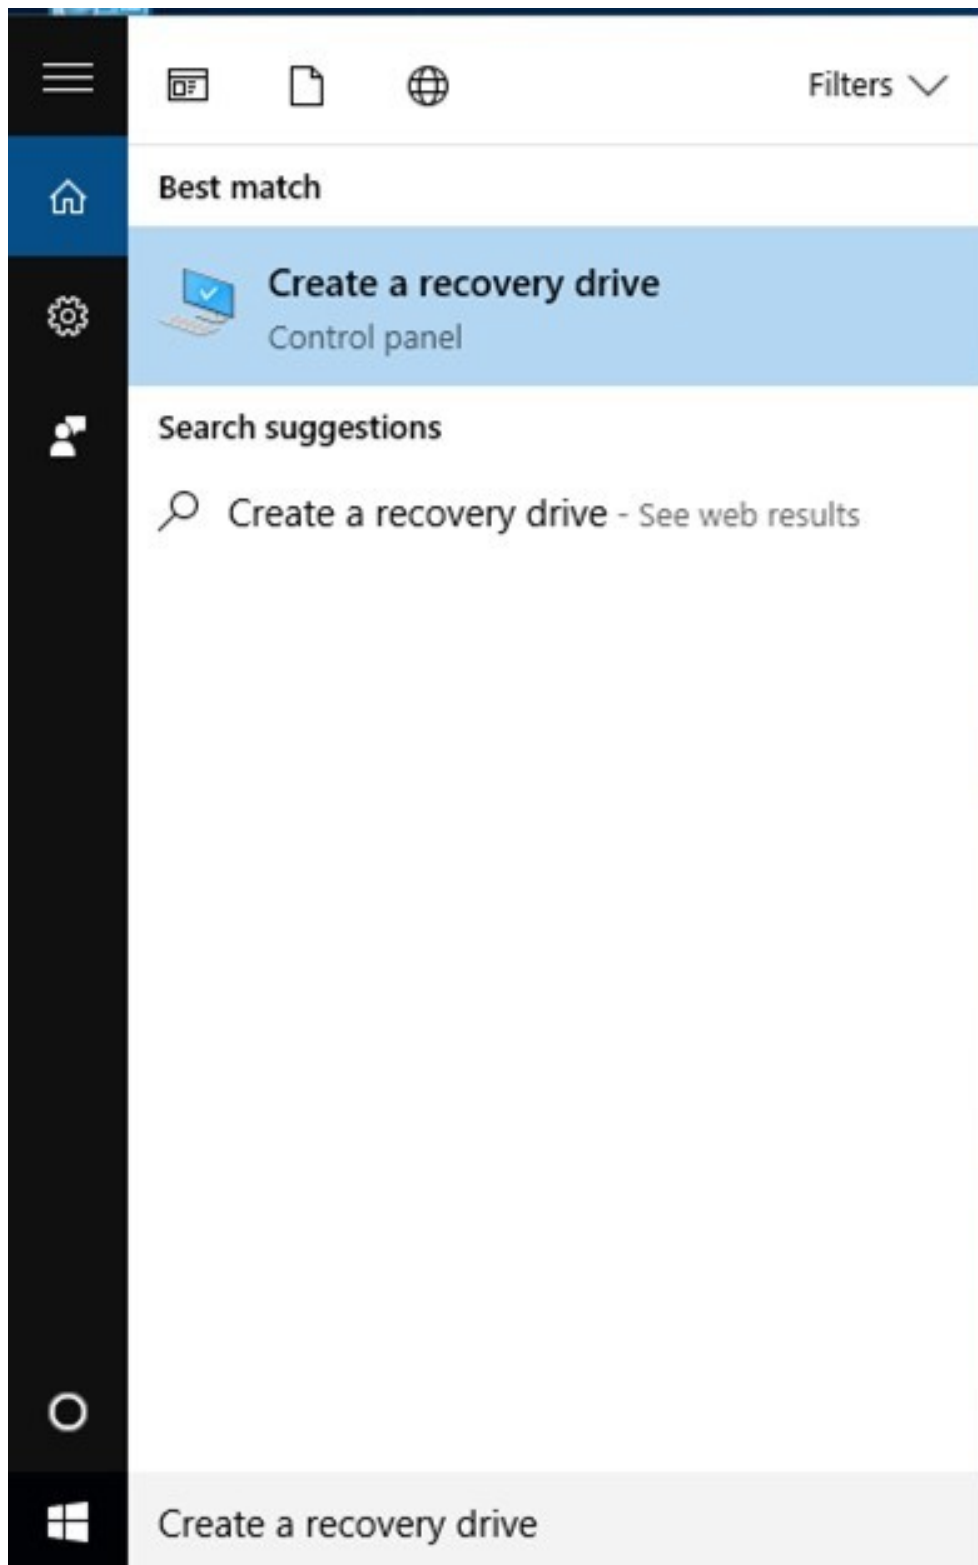 Filters
Best match
Create a recovery drive
Control panel
Search suggestions
Create a recovery drive - See web results
Create a recovery drive